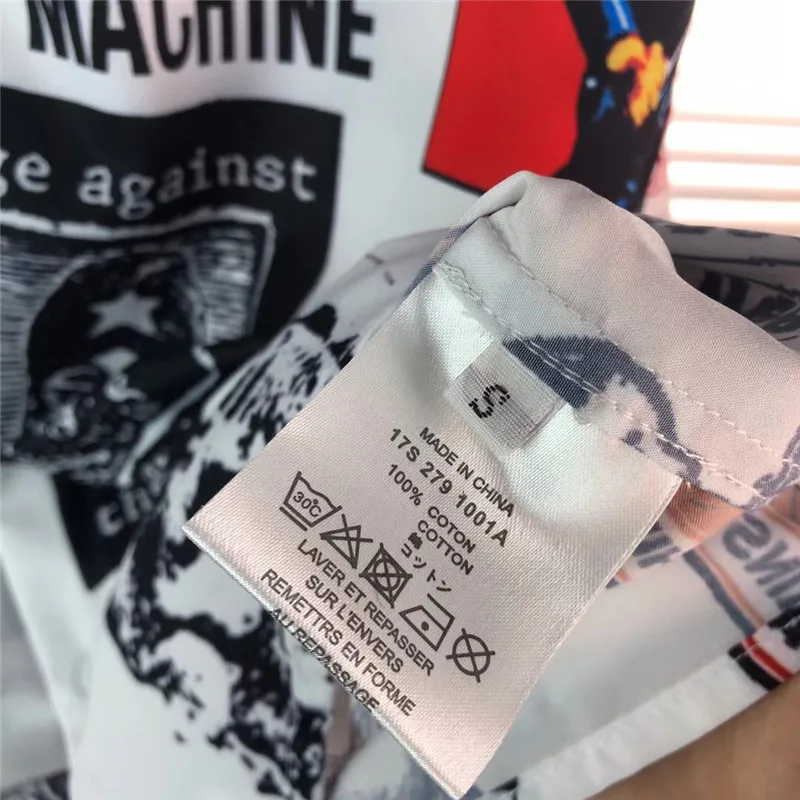 MACHINE
ge against
S
MADE IN CHINA
17S 279 1001A
100% COTON
COTTON
綿 コットン
30°C
LAVER ET REPASSER
SUR L'ENVERS
REMETTRS EN FORME
AU REPASSAGE